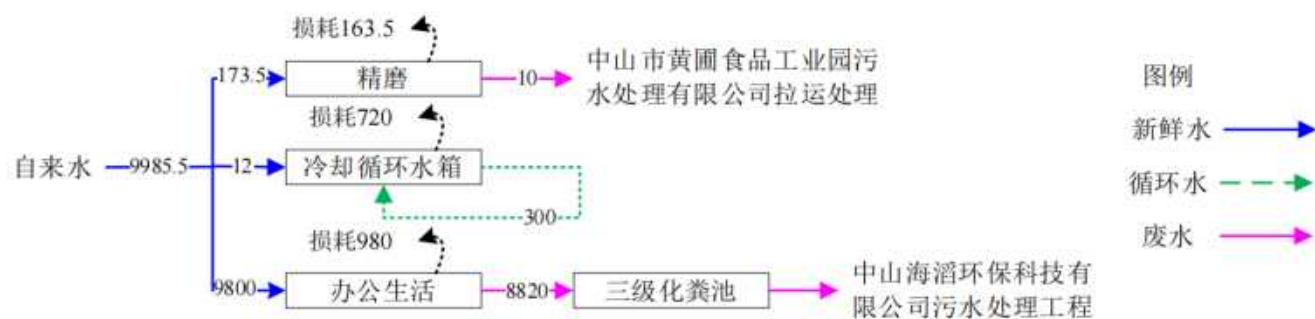 损耗163.5
173.5
精磨
10
中山市黄圃食品工业园污
水处理有限公司拉运处理
损耗720
自来水
9985.5
12
冷却循环水箱
300
损耗980
9800
办公生活
8820
三级化粪池
中山海滔环保科技有
限公司污水处理工程
图例
新鲜水
循环水
废水